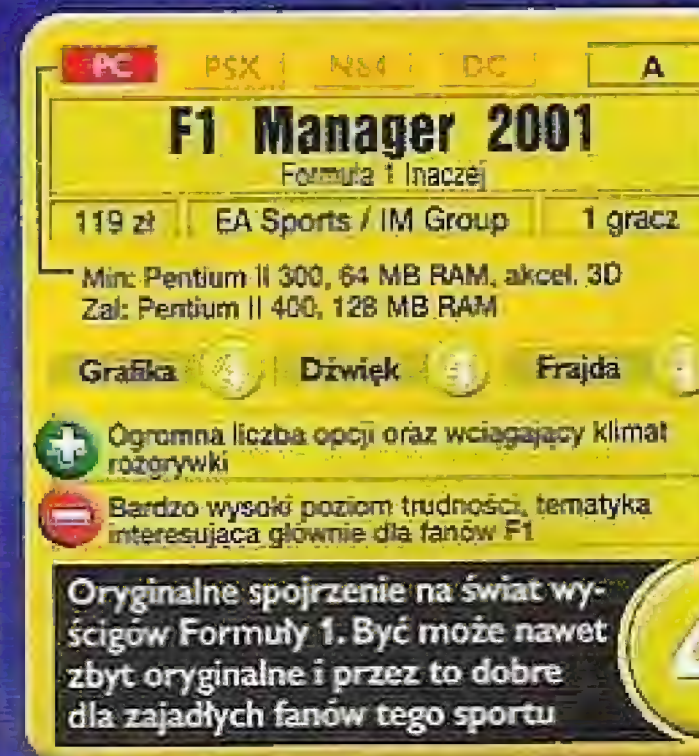 PC PSX N64 DC A
F1 Manager 2001
Formuła 1 Inaczej
119 zł EA Sports / IM Group 1 gracz
Min: Pentium II 300, 64 MB RAM, akcel. 3D
Zal: Pentium II 400, 128 MB RAM
Grafika 4 Dźwięk Frajda
Ogromna liczba opcji oraz wciągający klimat
rozgrywki
Bardzo wysoki poziom trudności, tematyka
interesująca głównie dla fanów F1
Oryginalne spojrzenie na świat wy-
ścigów Formuły 1. Być może nawet
zbyt oryginalne i przez to dobre
dla zajadłych fanów tego sportu